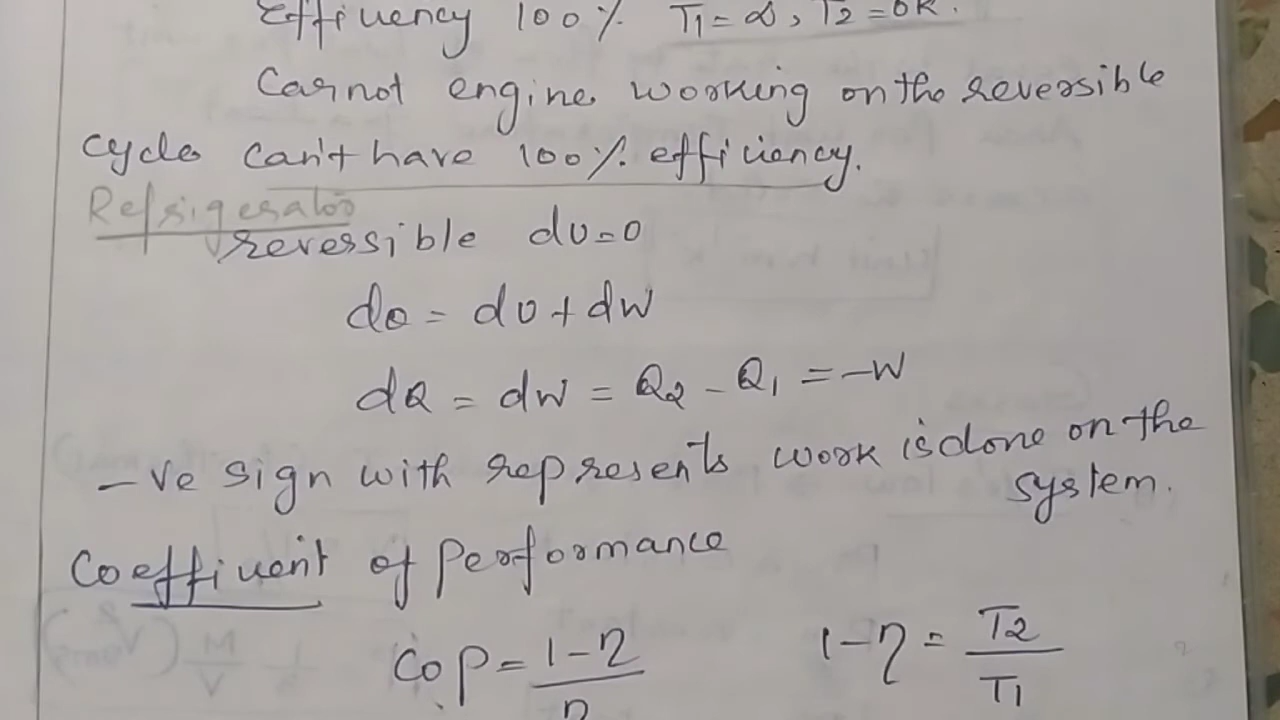 Efficiency 100% T1 = ∞, T2 = 0K.
Carnot engine working on the reversible
cycle can't have 100% efficiency.
Refrigerator
reversible dU=0
dQ = dU + dW
dQ = dW = Q2 - Q1 = -W
-ve sign with represents work is done on the
system.
Coefficient of Performance
COP = 1-η/η 1-η = T2/T1